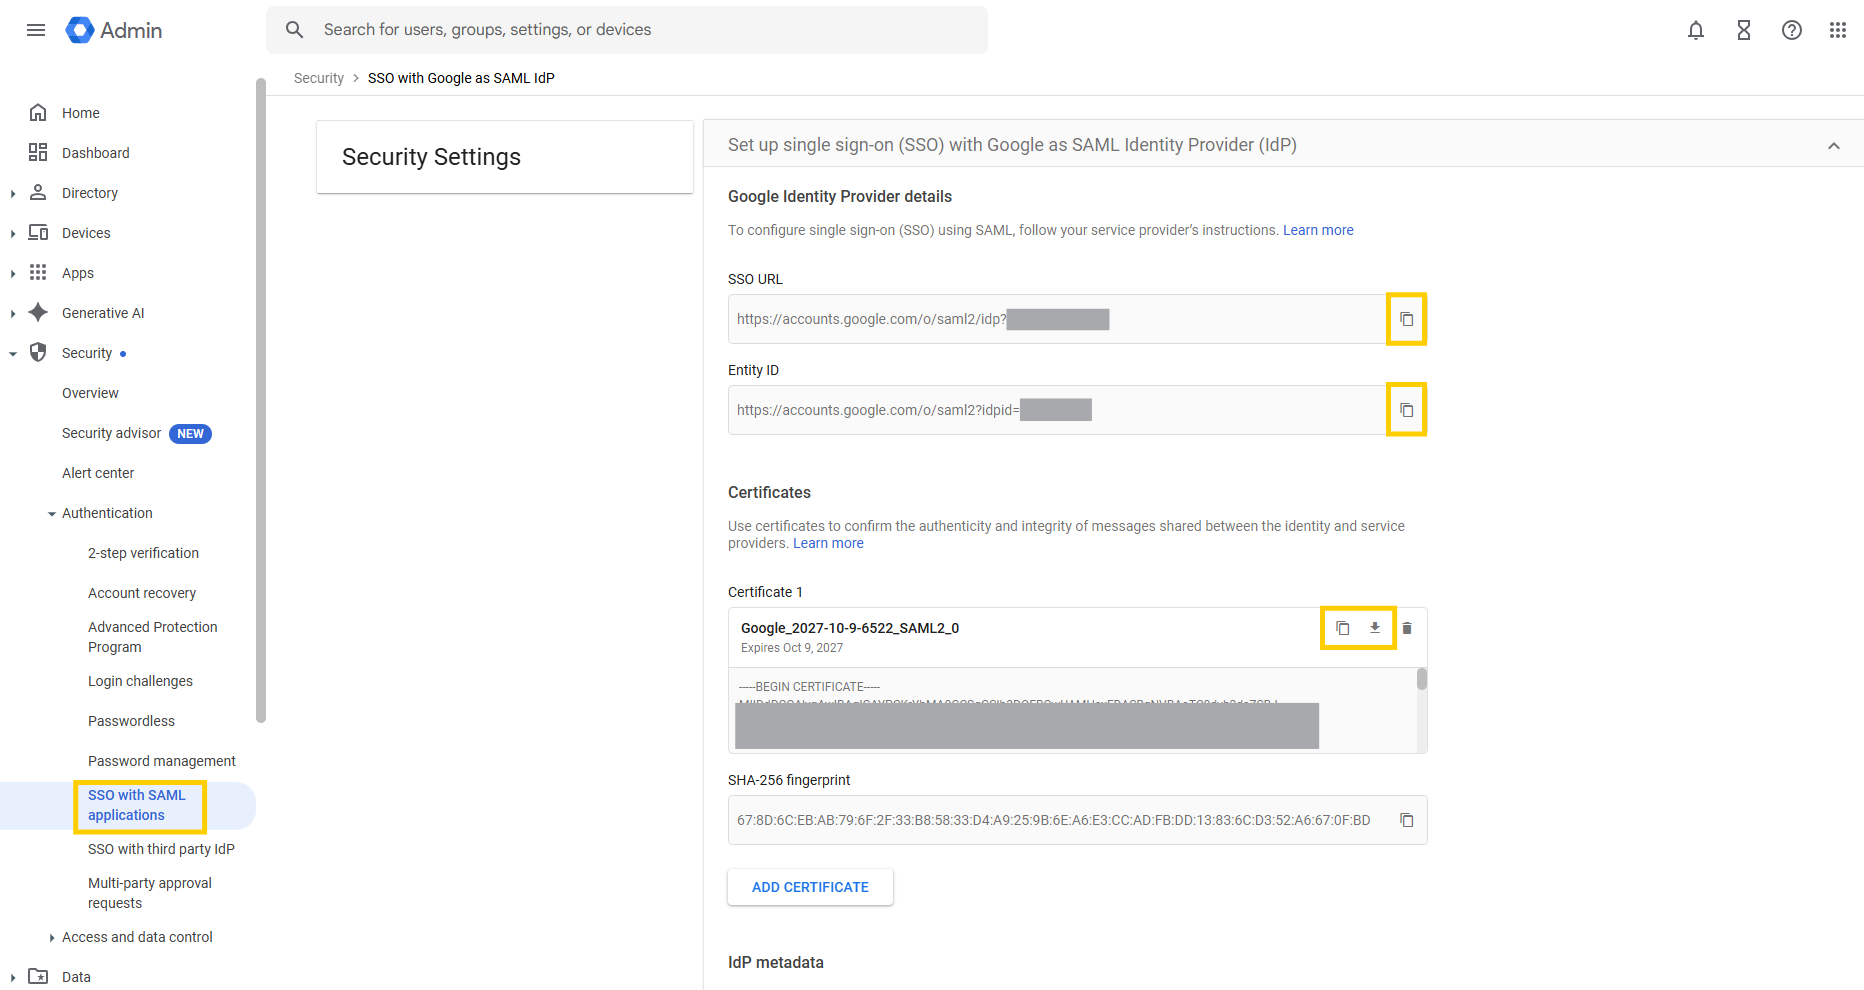 Admin
Search for users, groups, settings, or devices
Security > SSO with Google as SAML IdP
Home
Dashboard
Directory
Devices
Apps
Generative AI
Security
Overview
Security advisor NEW
Alert center
Authentication
2-step verification
Account recovery
Advanced Protection
Program
Login challenges
Passwordless
Password management
SSO with SAML
applications
SSO with third party IdP
Multi-party approval
requests
Access and data control
Data
Security Settings
Set up single sign-on (SSO) with Google as SAML Identity Provider (IdP)
Google Identity Provider details
To configure single sign-on (SSO) using SAML, follow your service provider's instructions. Learn more
SSO URL
https://accounts.google.com/o/saml2/idp?
Entity ID
https://accounts.google.com/o/saml2?idpid=
Certificates
Use certificates to confirm the authenticity and integrity of messages shared between the identity and service
providers. Learn more
Certificate 1
Google_2027-10-9-6522_SAML2_0
Expires Oct 9, 2027
-----BEGIN CERTIFICATE-----
SHA-256 fingerprint
67:8D:6C:EB:AB:79:6F:2F:33:B8:58:33:D4:A9:25:9B:6E:A6:E3:CC:AD:FB:DD:13:83:6C:D3:52:A6:67:0F:BD
ADD CERTIFICATE
IdP metadata